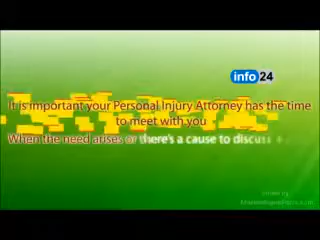 info24
It is important your Personal Injury Attorney has the time
to meet with you
When the need arises or there's a cause to discuss